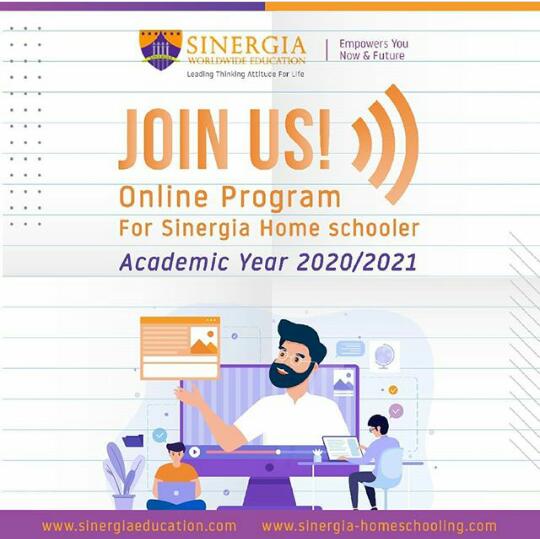 SINERGIA
WORLDWIDE EDUCATION
Leading Thinking Attitude For Life
Empowers You
Now & Future
JOIN US!
Online Program
For Sinergia Home schooler
Academic Year 2020/2021
www.sinergiaeducation.com www.sinergia-homeschooling.com